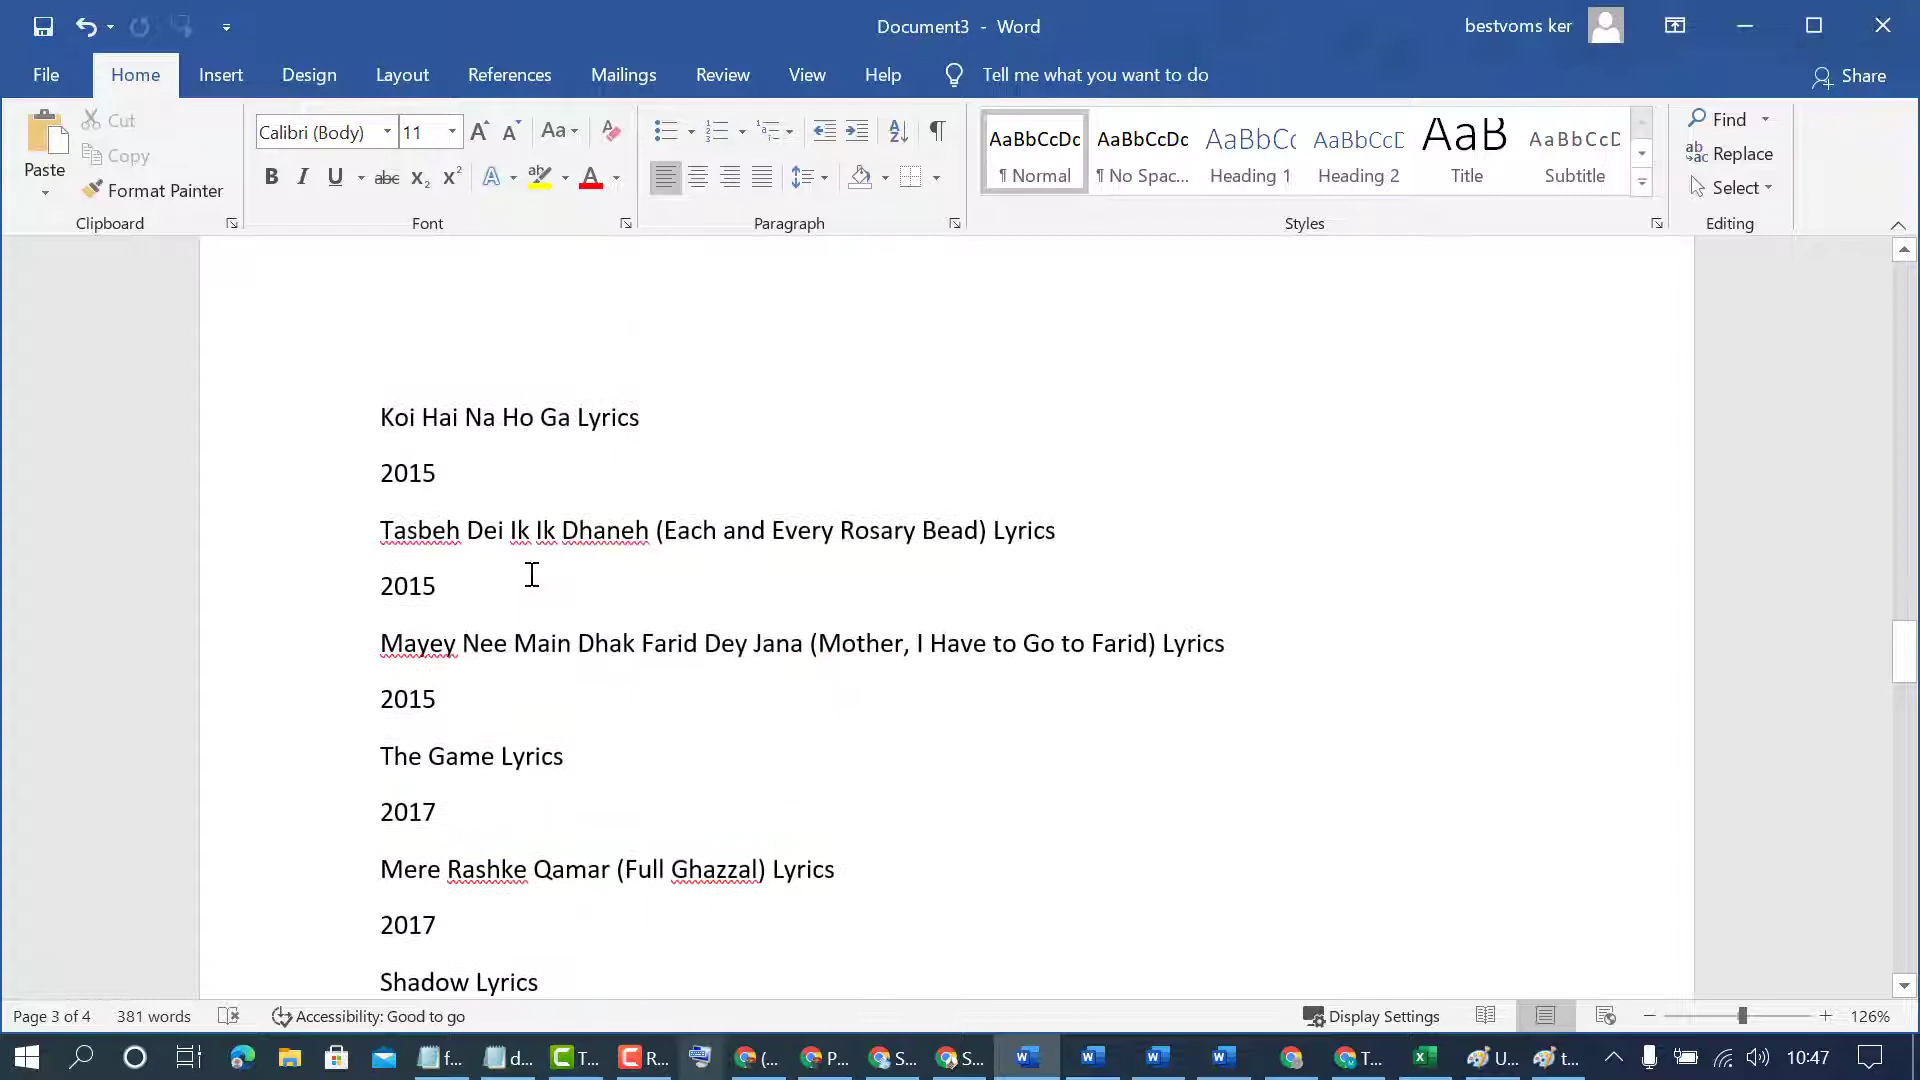 Document3 - Word
bestvoms ker
File Home Insert Design Layout References Mailings Review View Help Tell me what you want to do Share
Paste
Cut
Copy
Format Painter
Clipboard
Calibri (Body) 11
Font
Paragraph
AaBbCcDc AaBbCcDc AaBbCc AaBbCcD AaB AaBbCcD
¶ Normal ¶ No Spac... Heading 1 Heading 2 Title Subtitle
Styles
Find
Replace
Select
Editing
Koi Hai Na Ho Ga Lyrics
2015
Tasbeh Dei Ik Ik Dhaneh (Each and Every Rosary Bead) Lyrics
2015
Mayey Nee Main Dhak Farid Dey Jana (Mother, I Have to Go to Farid) Lyrics
2015
The Game Lyrics
2017
Mere Rashke Qamar (Full Ghazzal) Lyrics
2017
Shadow Lyrics
Page 3 of 4 381 words Accessibility: Good to go Display Settings 126%
f... d... T... R... (... P... S... S... T... U... t... 10:47